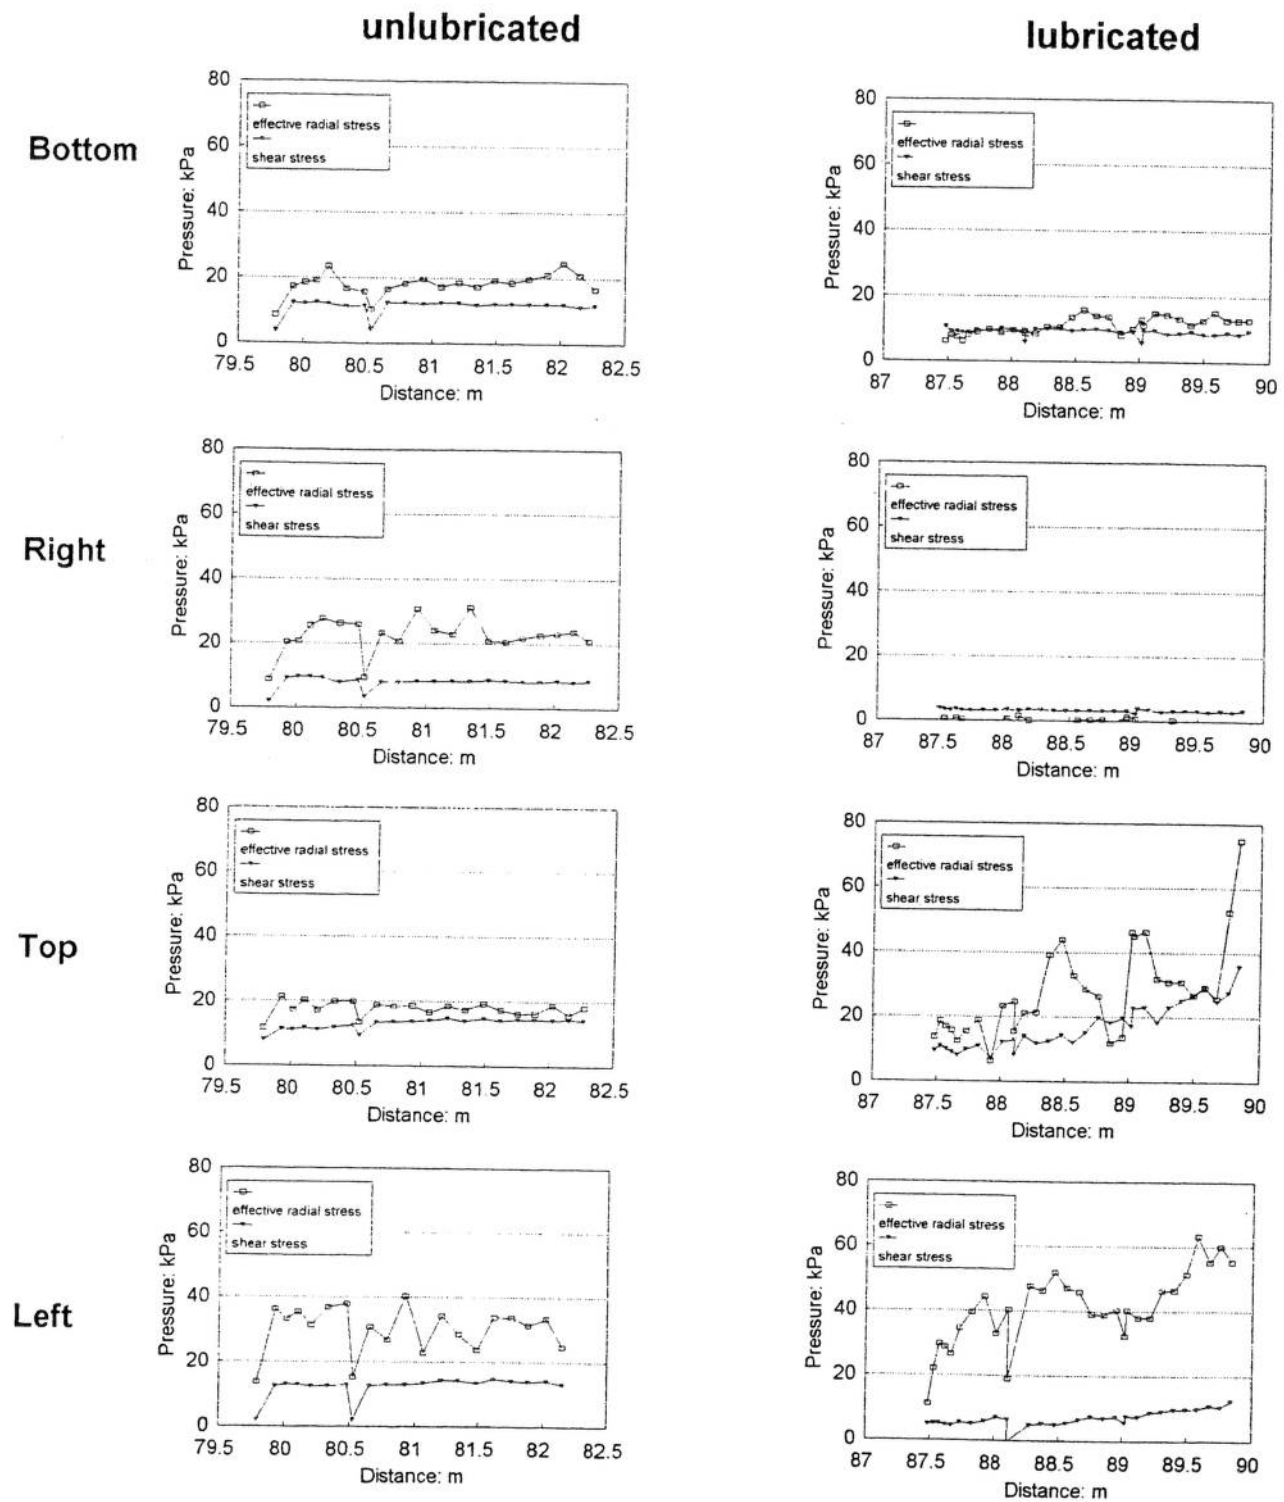 unlubricated
lubricated
Bottom
80
60
40
20
0
Pressure: kPa
effective radial stress
shear stress
79.5 80 80.5 81 81.5 82 82.5
Distance: m
80
60
40
20
0
Pressure: kPa
effective radial stress
shear stress
87 87.5 88 88.5 89 89.5 90
Distance: m
Right
80
60
40
20
0
Pressure: kPa
effective radial stress
shear stress
79.5 80 80.5 81 81.5 82 82.5
Distance: m
80
60
40
20
0
Pressure: kPa
effective radial stress
shear stress
87 87.5 88 88.5 89 89.5 90
Distance: m
Top
80
60
40
20
0
Pressure: kPa
effective radial stress
shear stress
79.5 80 80.5 81 81.5 82 82.5
Distance: m
80
60
40
20
0
Pressure: kPa
effective radial stress
shear stress
87 87.5 88 88.5 89 89.5 90
Distance: m
Left
80
60
40
20
0
Pressure: kPa
effective radial stress
shear stress
79.5 80 80.5 81 81.5 82 82.5
Distance: m
80
60
40
20
0
Pressure: kPa
effective radial stress
shear stress
87 87.5 88 88.5 89 89.5 90
Distance: m